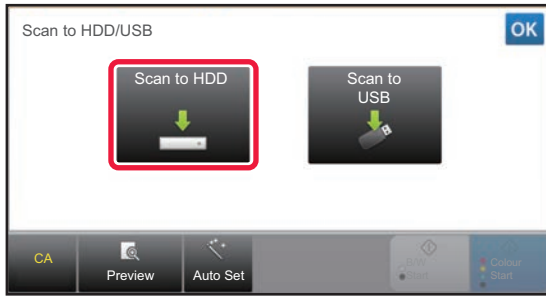 Scan to HDD/USB
OK
Scan to HDD
Scan to
USB
CA
Preview
Auto Set
B/W
Start
Colour
Start